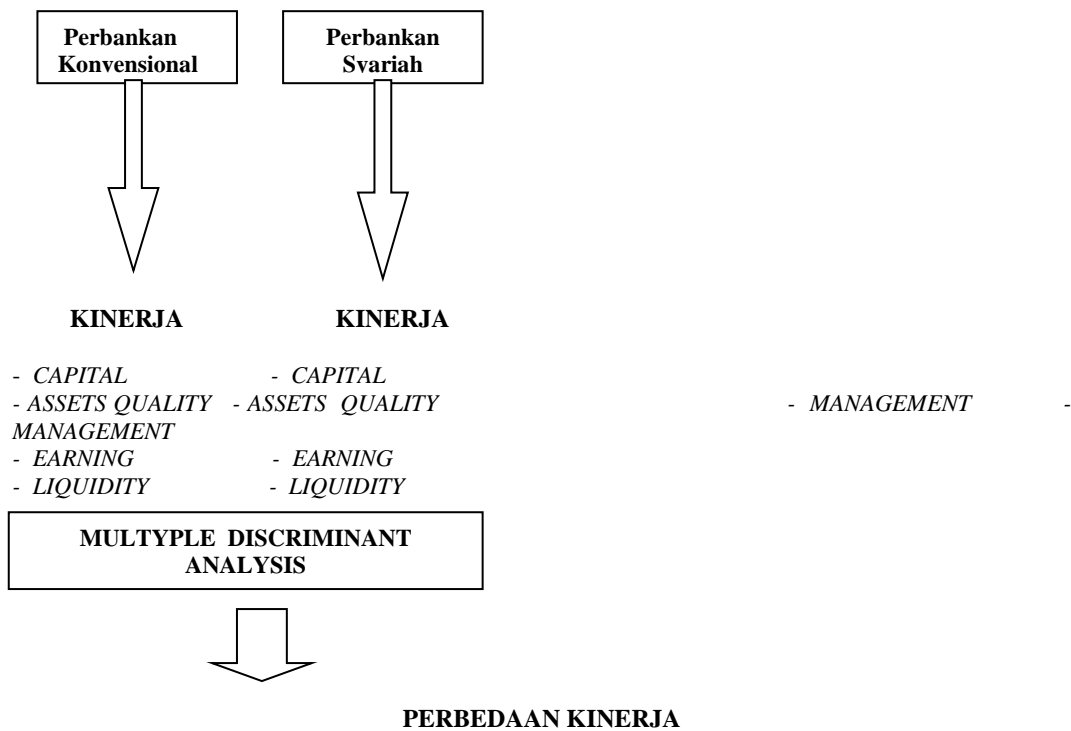 Perbankan Konvensional
Perbankan Svariah
KINERJA KINERJA
- CAPITAL - CAPITAL
- ASSETS QUALITY - ASSETS QUALITY - MANAGEMENT -
MANAGEMENT
- EARNING - EARNING
- LIQUIDITY - LIQUIDITY
MULTYPLE DISCRIMINANT
ANALYSIS
PERBEDAAN KINERJA